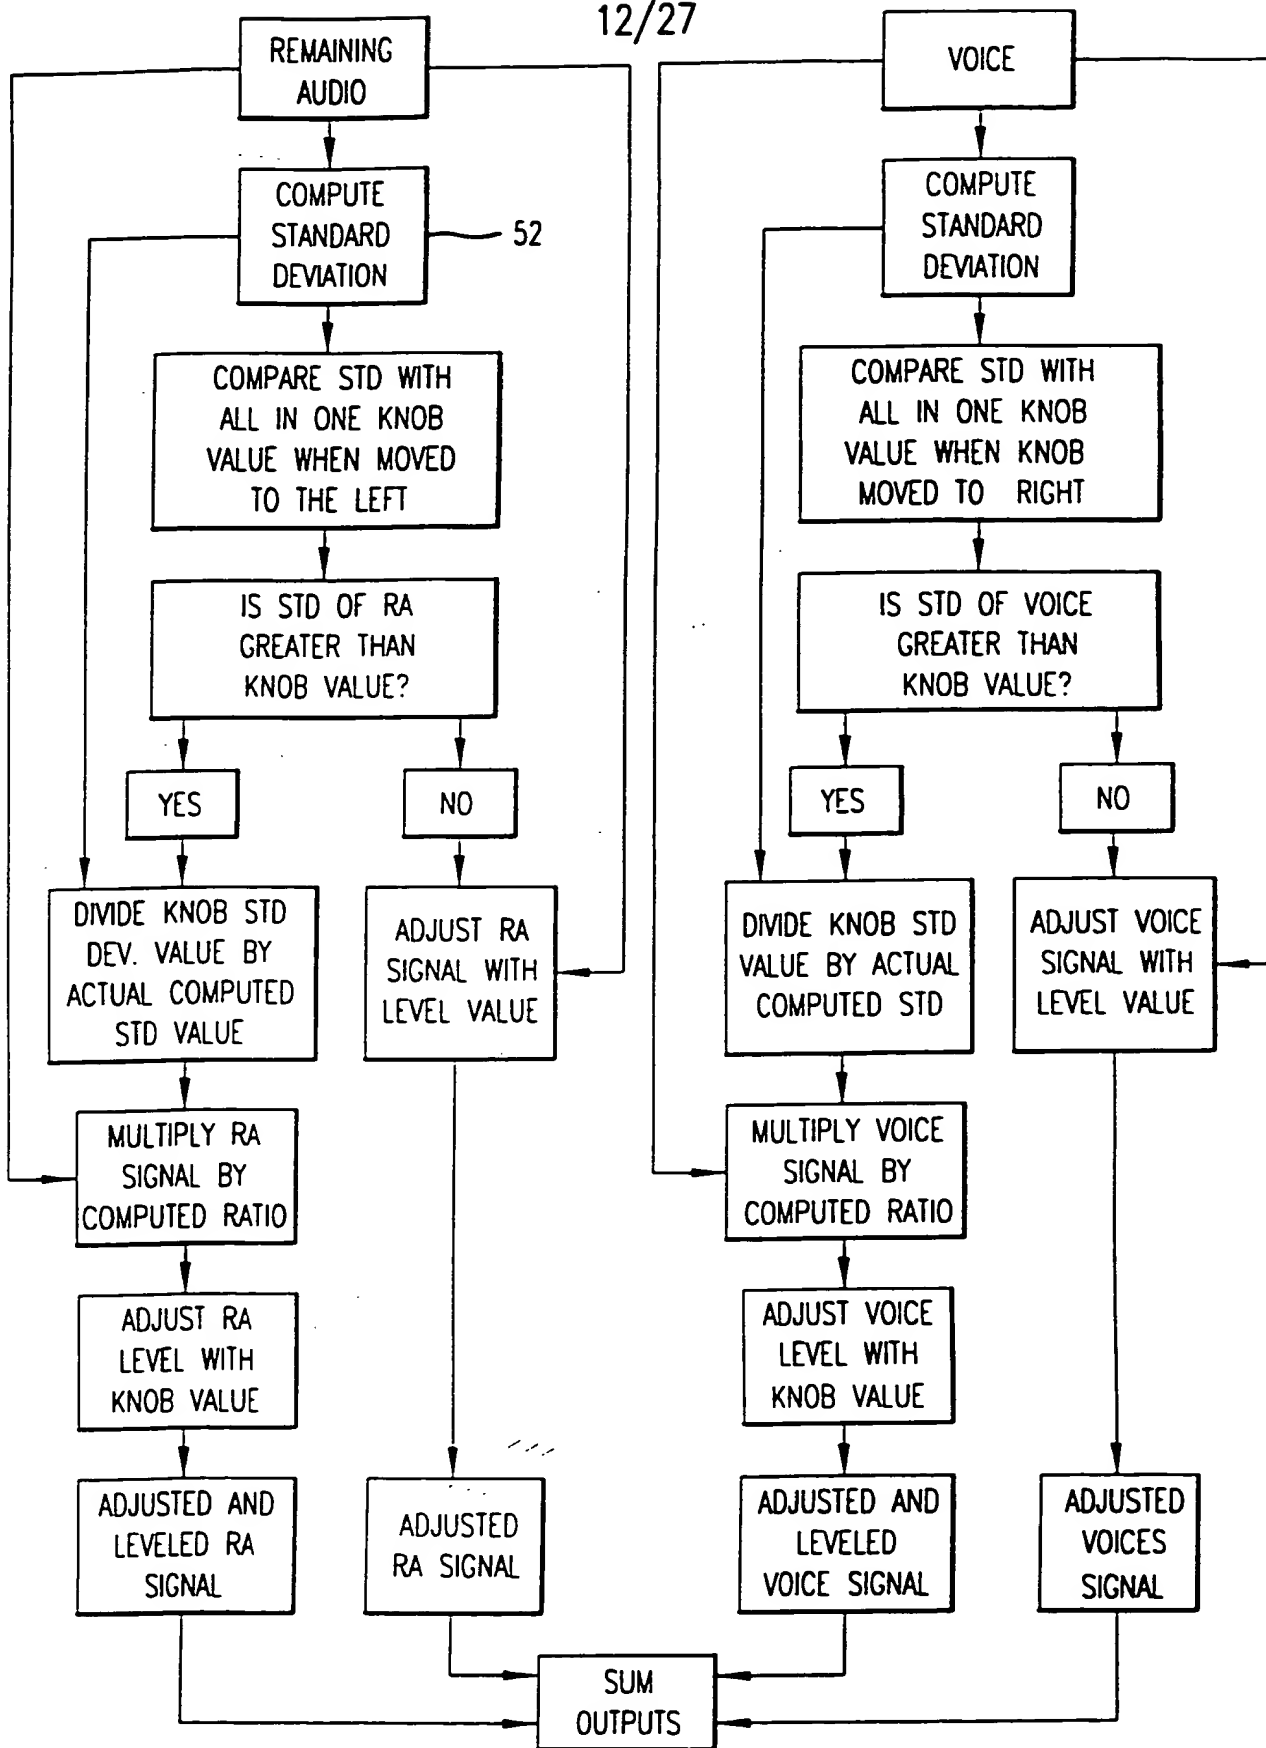 12/27
REMAINING
AUDIO
COMPUTE
STANDARD
DEVIATION
52
COMPARE STD WITH
ALL IN ONE KNOB
VALUE WHEN MOVED
TO THE LEFT
IS STD OF RA
GREATER THAN
KNOB VALUE?
YES
NO
DIVIDE KNOB STD
DEV. VALUE BY
ACTUAL COMPUTED
STD VALUE
ADJUST RA
SIGNAL WITH
LEVEL VALUE
MULTIPLY RA
SIGNAL BY
COMPUTED RATIO
ADJUST RA
LEVEL WITH
KNOB VALUE
ADJUSTED AND
LEVELED RA
SIGNAL
ADJUSTED
RA SIGNAL
VOICE
COMPUTE
STANDARD
DEVIATION
COMPARE STD WITH
ALL IN ONE KNOB
VALUE WHEN KNOB
MOVED TO RIGHT
IS STD OF VOICE
GREATER THAN
KNOB VALUE?
YES
NO
DIVIDE KNOB STD
VALUE BY ACTUAL
COMPUTED STD
ADJUST VOICE
SIGNAL WITH
LEVEL VALUE
MULTIPLY VOICE
SIGNAL BY
COMPUTED RATIO
ADJUST VOICE
LEVEL WITH
KNOB VALUE
ADJUSTED AND
LEVELED
VOICE SIGNAL
ADJUSTED
VOICES
SIGNAL
SUM
OUTPUTS